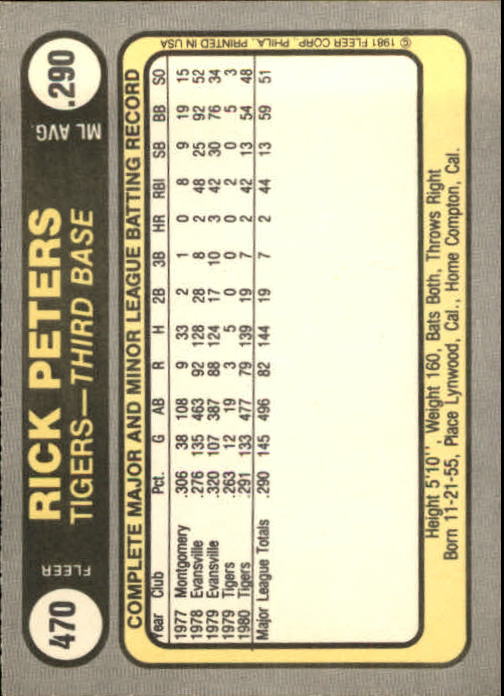 470
FLEER
RICK PETERS
TIGERS—THIRD BASE
ML AVG.
.290
COMPLETE MAJOR AND MINOR LEAGUE BATTING RECORD
Year Club Pct. G AB R H 2B 3B HR RBI SB BB SO
1977 Montgomery .306 38 108 9 33 2 1 0 8 9 19 15
1978 Evansville .276 135 463 92 128 28 8 2 48 25 92 52
1979 Evansville .320 107 387 88 124 17 10 3 42 30 76 34
1979 Tigers .263 12 19 3 5 0 0 0 2 0 5 3
1980 Tigers .291 133 477 79 139 19 7 2 42 13 54 48
Major League Totals .290 145 496 82 144 19 7 2 44 13 59 51
Height 5'10'', Weight 160, Bats Both, Throws Right
Born 11-21-55, Place Lynwood, Cal., Home Compton, Cal.
© 1981 FLEER CORP., PHILA., PRINTED IN USA